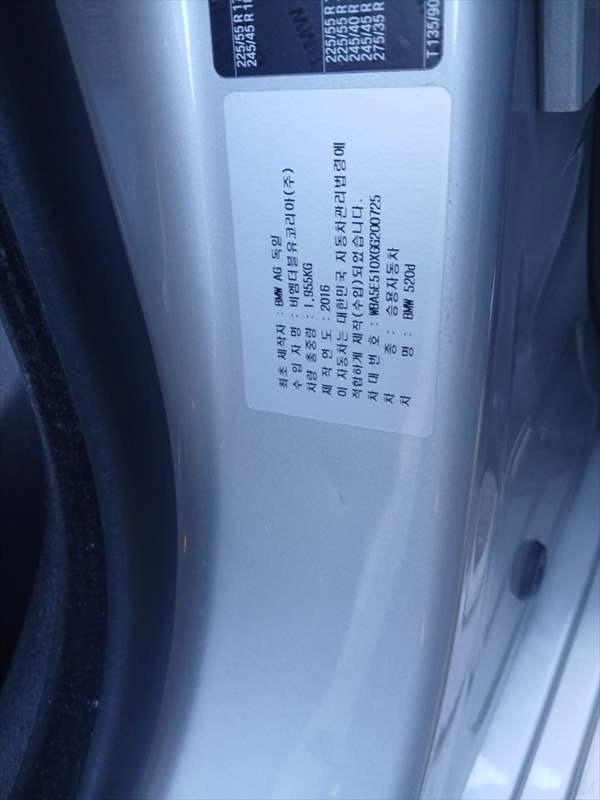 225/55 R 17
245/45 R 18
BMW
225/55 R 1
225/55 R
245/40 R
245/45 R
275/35 R
T 135/90
최초 제작자 : BMW AG 독일
수 입 자 명 : 비엠더블유코리아(주)
차량 총중량 : 1,955KG
제 작 연 도 : 2016
이 자동차는 대한민국 자동차관리법령에
적합하게 제작(수입)되었습니다.
차 대 번 호 : WBA5E510XGG200725
차 종 : 승용자동차
차 명 : BMW 520d